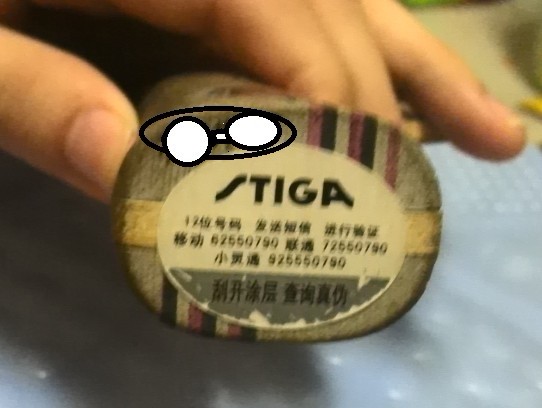 STIGA
12位号码 发送短信 进行验证
移动 62550790 联通 72550790
小灵通 925550790
刮开涂层 查询真伪